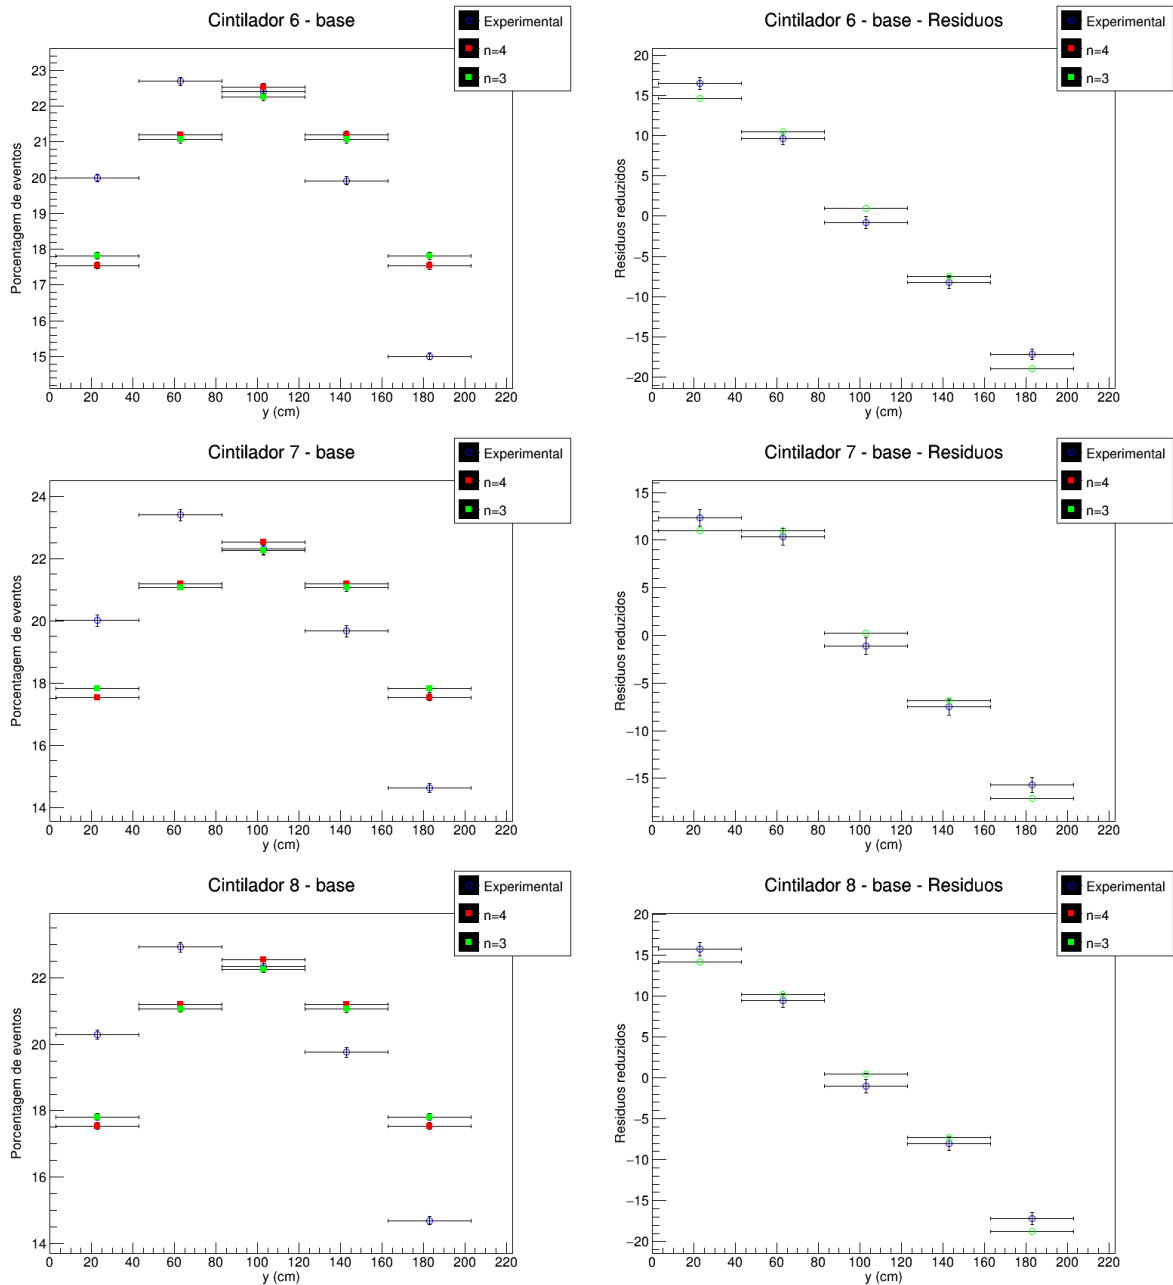 Cintilador 6 - base
Experimental
n=4
n=3
Porcentagem de eventos
23
22
21
20
19
18
17
16
15
0 20 40 60 80 100 120 140 160 180 200 220
y (cm)
Cintilador 6 - base - Residuos
Experimental
n=4
n=3
Residuos reduzidos
20
15
10
5
0
−5
−10
−15
−20
0 20 40 60 80 100 120 140 160 180 200 220
y (cm)
Cintilador 7 - base
Experimental
n=4
n=3
Porcentagem de eventos
24
22
20
18
16
14
0 20 40 60 80 100 120 140 160 180 200 220
y (cm)
Cintilador 7 - base - Residuos
Experimental
n=4
n=3
Residuos reduzidos
15
10
5
0
−5
−10
−15
0 20 40 60 80 100 120 140 160 180 200 220
y (cm)
Cintilador 8 - base
Experimental
n=4
n=3
Porcentagem de eventos
22
20
18
16
14
0 20 40 60 80 100 120 140 160 180 200 220
y (cm)
Cintilador 8 - base - Residuos
Experimental
n=4
n=3
Residuos reduzidos
20
15
10
5
0
−5
−10
−15
−20
0 20 40 60 80 100 120 140 160 180 200 220
y (cm)